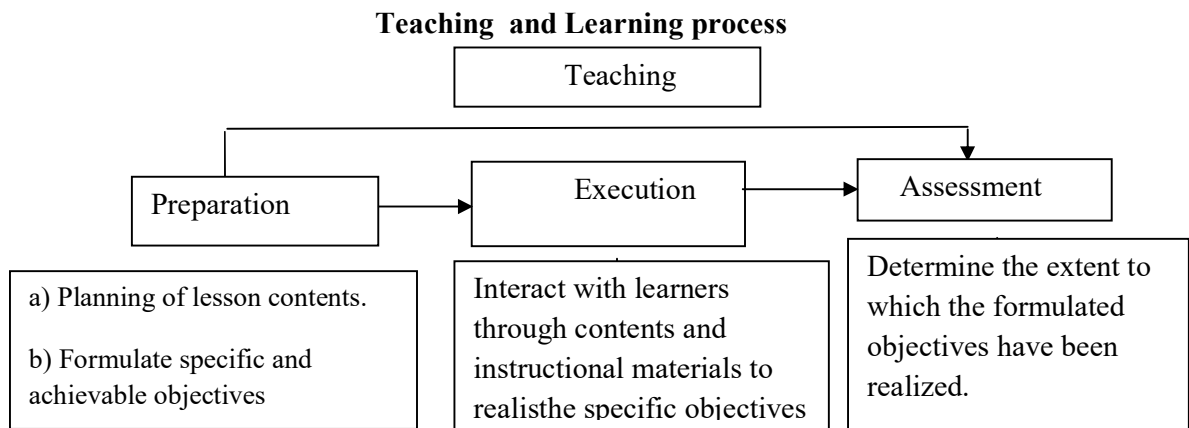 Teaching and Learning process
Teaching
Preparation
Execution
Assessment
a) Planning of lesson contents.
b) Formulate specific and
achievable objectives
Interact with learners
through contents and
instructional materials to
realisthe specific objectives
Determine the extent to
which the formulated
objectives have been
realized.